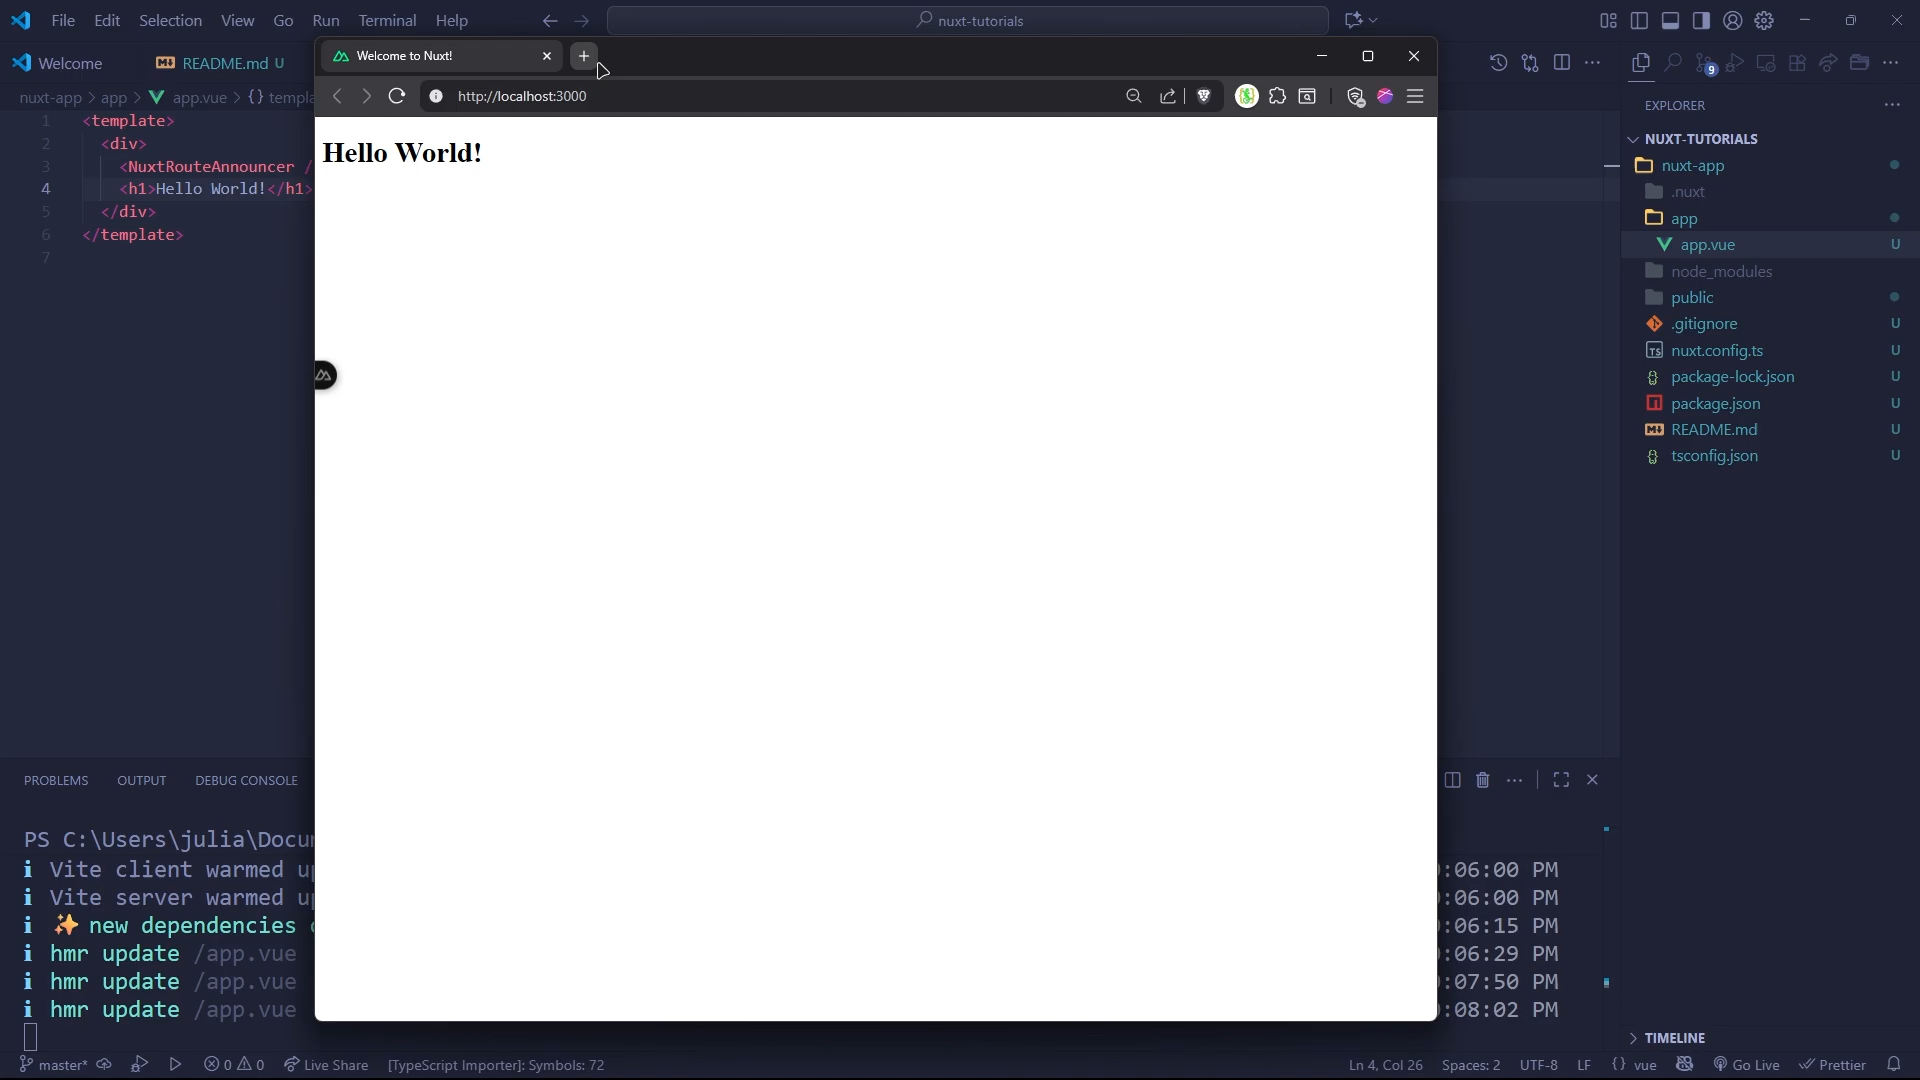 File Edit Selection View Go Run Terminal Help
nuxt-tutorials
Welcome
README.md U
nuxt-app > app > app.vue > {} templa
1 <template>
2 <div>
3 <NuxtRouteAnnouncer /
4 <h1>Hello World!</h1>
5 </div>
6 </template>
7
Welcome to Nuxt!
http://localhost:3000
Hello World!
9
EXPLORER
NUXT-TUTORIALS
nuxt-app
.nuxt
app
app.vue U
node_modules
public
.gitignore U
nuxt.config.ts U
package-lock.json U
package.json U
README.md U
tsconfig.json U
TIMELINE
PROBLEMS OUTPUT DEBUG CONSOLE
PS C:\Users\julia\Docu
i Vite client warmed u :06:00 PM
i Vite server warmed u :06:00 PM
i ✨ new dependencies :06:15 PM
i hmr update /app.vue :06:29 PM
i hmr update /app.vue :07:50 PM
i hmr update /app.vue :08:02 PM
master* 0 0 Live Share [TypeScript Importer]: Symbols: 72 Ln 4, Col 26 Spaces: 2 UTF-8 LF {} vue Go Live Prettier